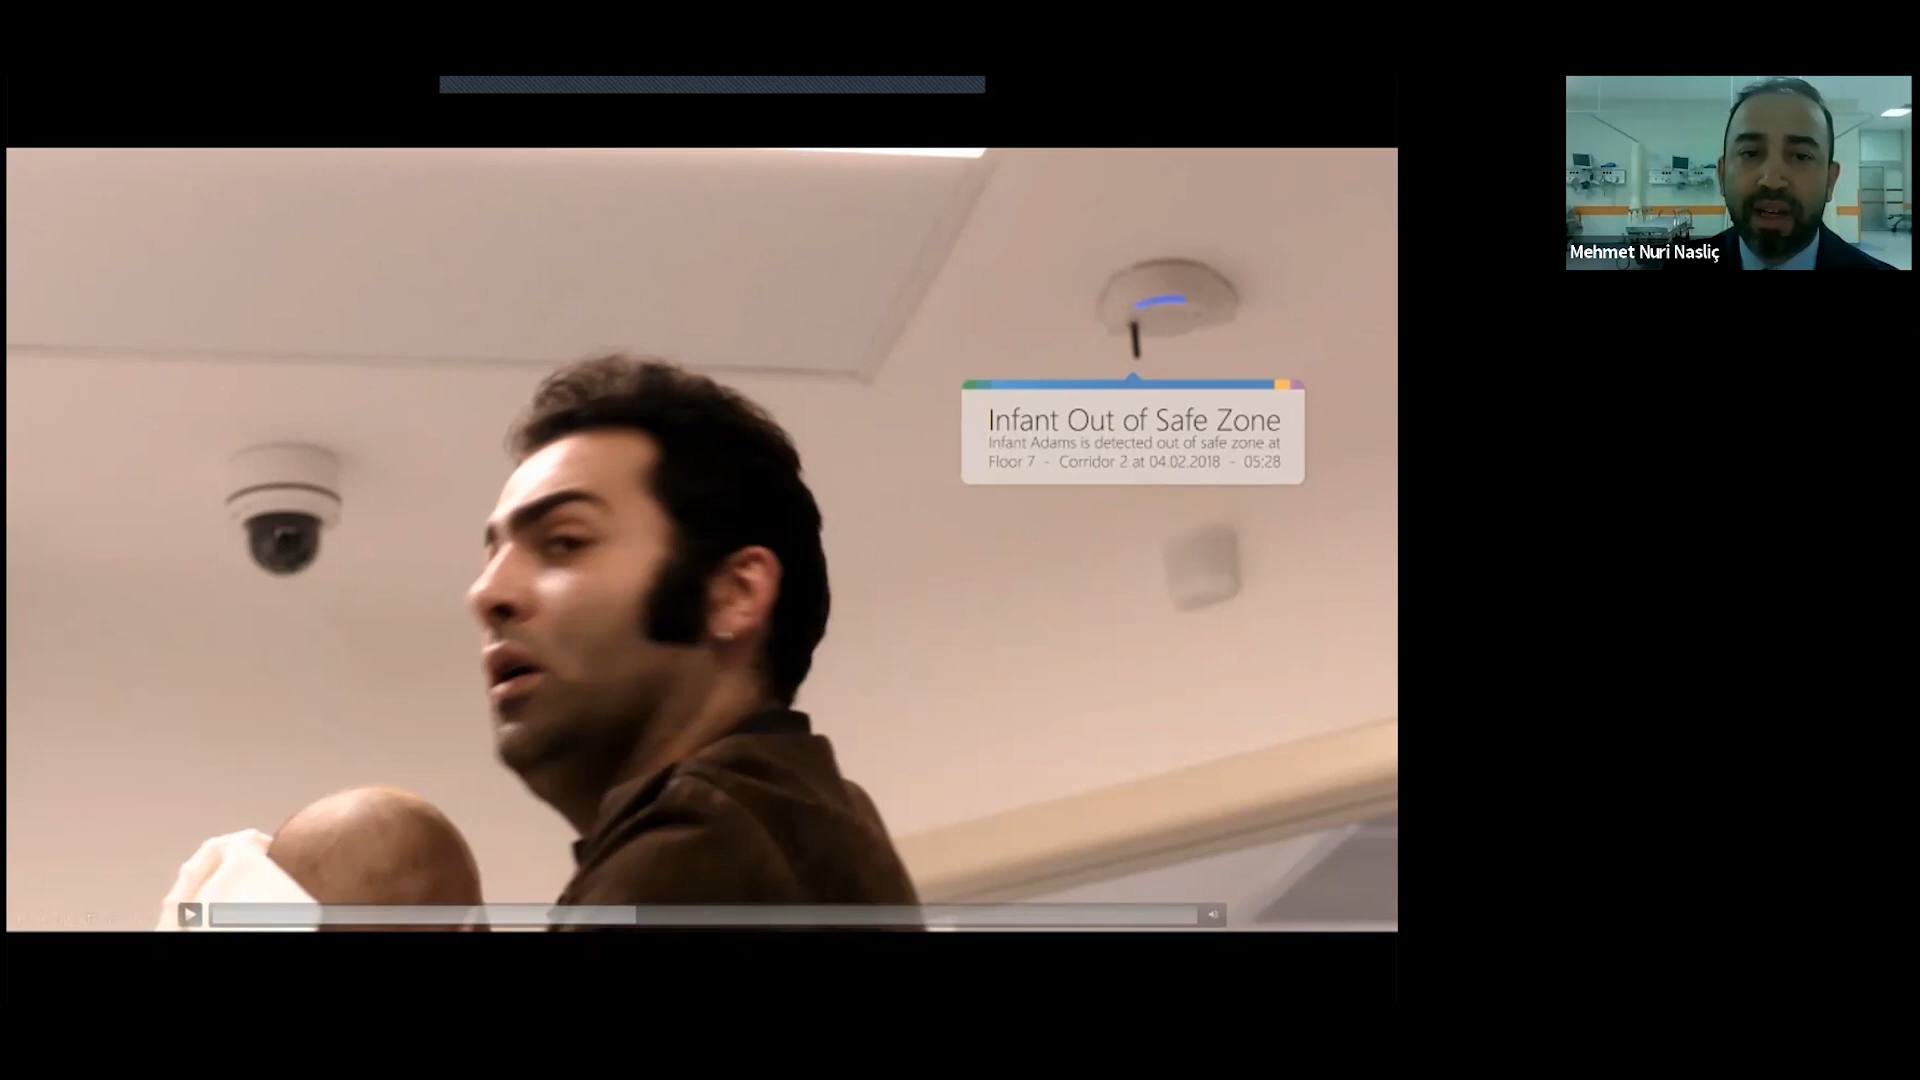 Mehmet Nuri Nasliç
Infant Out of Safe Zone
Infant Adams is detected out of safe zone at
Floor 7 - Corridor 2 at 04.02.2018 - 05:28